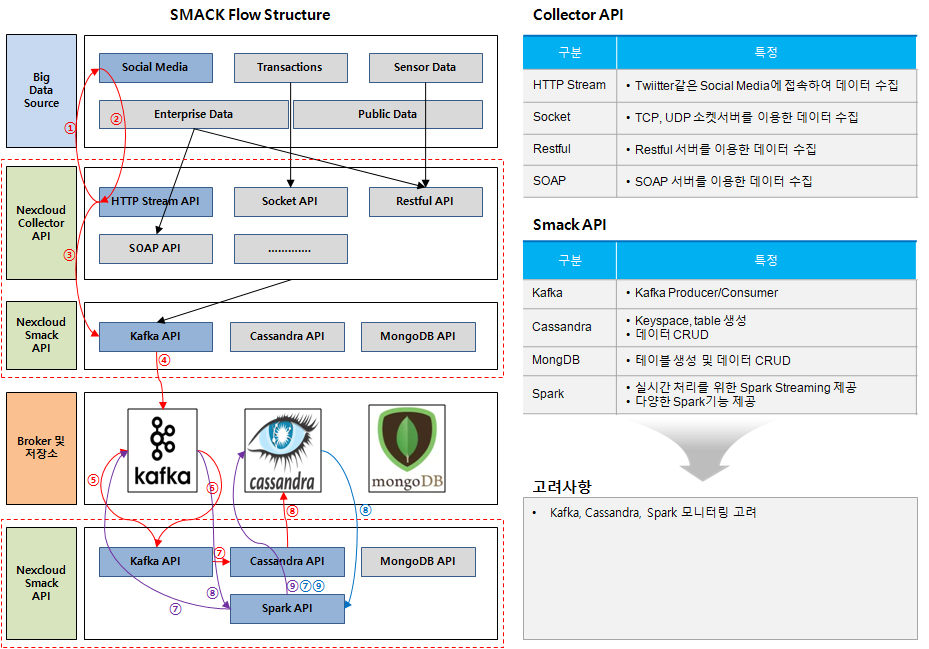 SMACK Flow Structure
Big
Data
Source
Social Media
Transactions
Sensor Data
Enterprise Data
Public Data
①
②
Nexcloud
Collector
API
HTTP Stream API
Socket API
Restful API
SOAP API
.............
③
Nexcloud
Smack
API
Kafka API
Cassandra API
MongoDB API
④
Broker 및
저장소
kafka
cassandra
mongoDB
⑤
⑥
⑧
⑧
Nexcloud
Smack
API
Kafka API
⑦
Cassandra API
MongoDB API
⑧
⑨⑦⑨
⑦
Spark API
Collector API
구분
특정
HTTP Stream
• Twiitter같은 Social Media에 접속하여 데이터 수집
Socket
• TCP, UDP 소켓서버를 이용한 데이터 수집
Restful
• Restful 서버를 이용한 데이터 수집
SOAP
• SOAP 서버를 이용한 데이터 수집
Smack API
구분
특정
Kafka
• Kafka Producer/Consumer
Cassandra
• Keyspace, table 생성
• 데이터 CRUD
MongDB
• 테이블 생성 및 데이터 CRUD
Spark
• 실시간 처리를 위한 Spark Streaming 제공
• 다양한 Spark기능 제공
고려사항
• Kafka, Cassandra, Spark 모니터링 고려